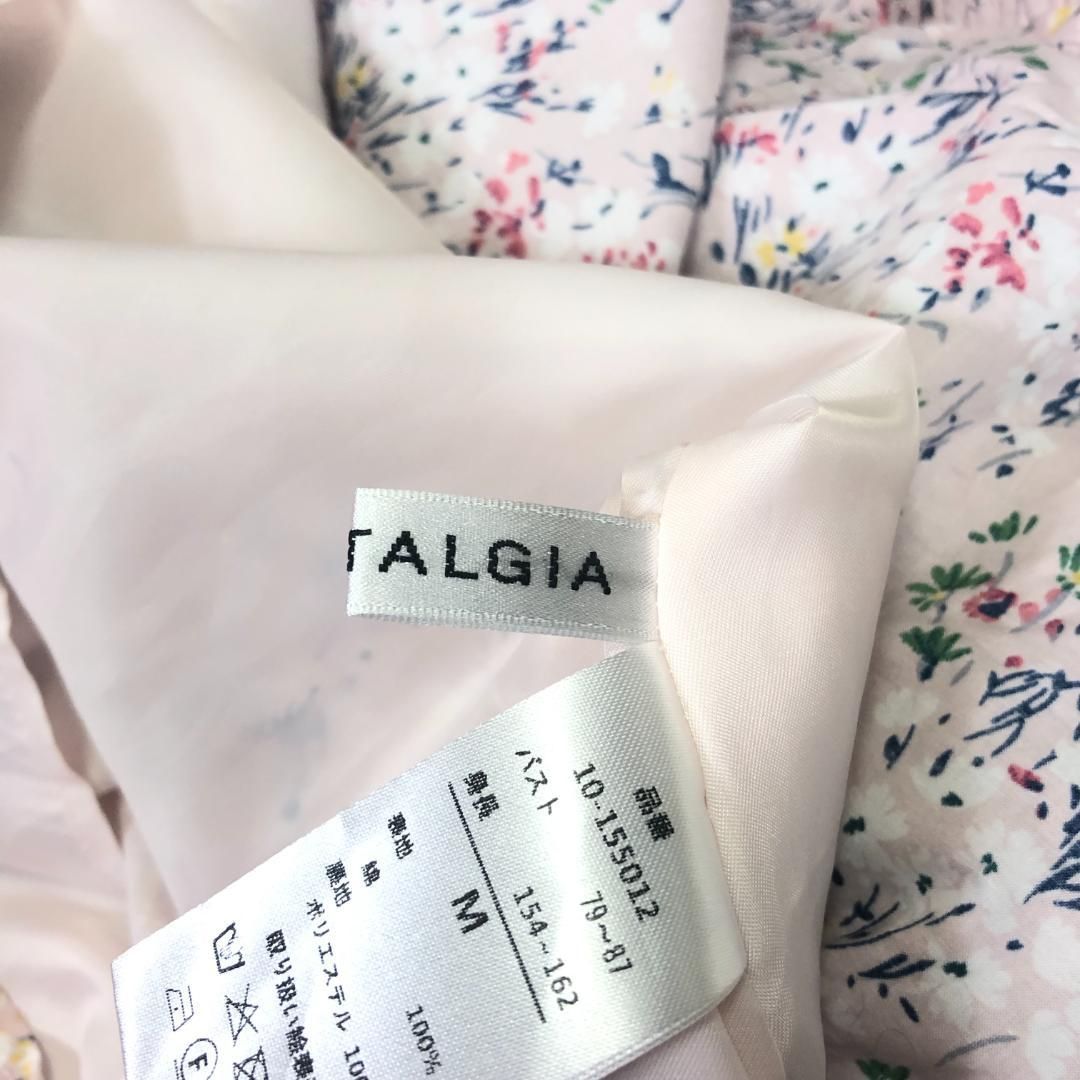 TALGIA
品番
10-155012
バスト 79~87
身長 154~162
M
表地
綿 100%
裏地
ポリエステル 100
取り扱い絵表
F